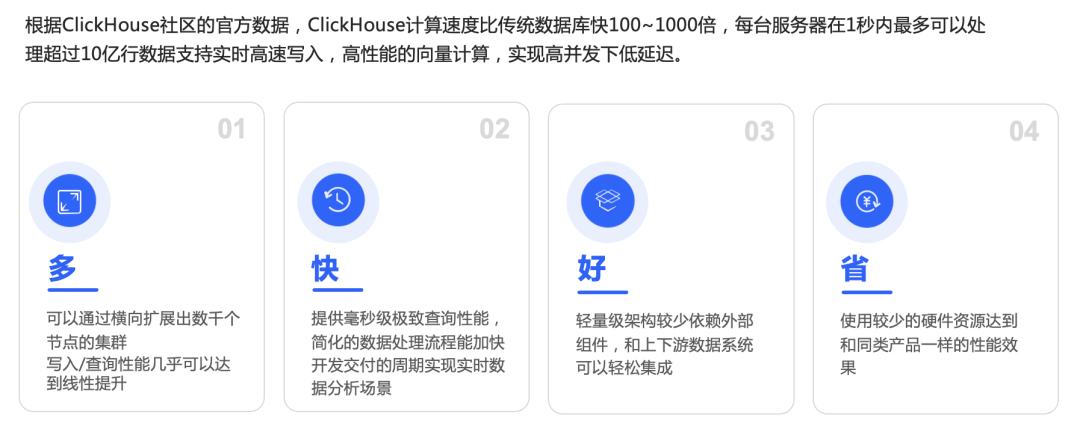 根据ClickHouse社区的官方数据，ClickHouse计算速度比传统数据库快100~1000倍，每台服务器在1秒内最多可以处
理超过10亿行数据支持实时高速写入，高性能的向量计算，实现高并发下低延迟。
01
多
可以通过横向扩展出数千个
节点的集群
写入/查询性能几乎可以达
到线性提升
02
快
提供毫秒级极致查询性能，
简化的数据处理流程能加快
开发交付的周期实现实时数
据分析场景
03
好
轻量级架构较少依赖外部
组件，和上下游数据系统
可以轻松集成
04
¥
省
使用较少的硬件资源达到
和同类产品一样的性能效
果